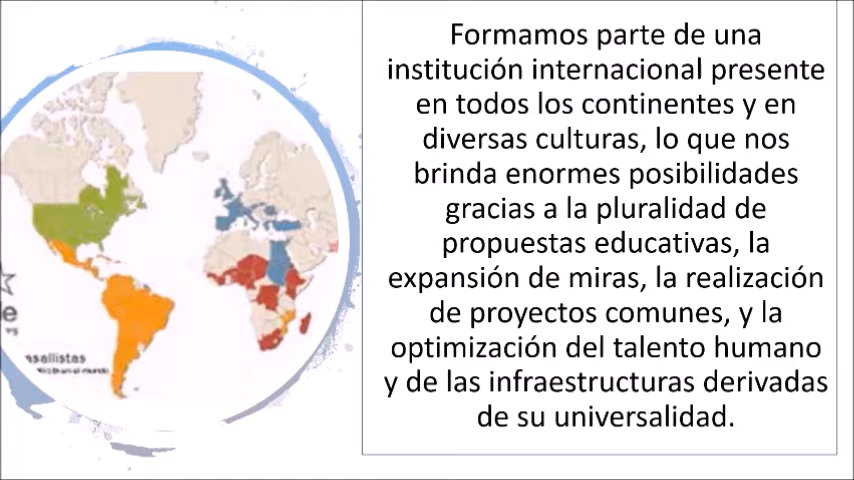 Formamos parte de una
institución internacional presente
en todos los continentes y en
diversas culturas, lo que nos
brinda enormes posibilidades
gracias a la pluralidad de
propuestas educativas, la
expansión de miras, la realización
de proyectos comunes, y la
optimización del talento humano
y de las infraestructuras derivadas
de su universalidad.
asallistas